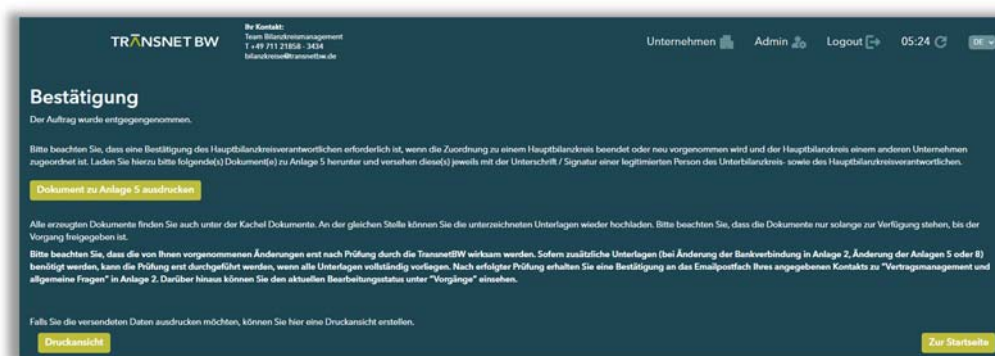 TRANSNET BW
Ihr Kontakt:
Team Bilanzkreismanagement
T +49 711 21858 - 3434
bilanzkreise@transnetbw.de
Unternehmen
Admin
Logout
05:24
DE
Bestätigung
Der Auftrag wurde entgegengenommen.
Bitte beachten Sie, dass eine Bestätigung des Hauptbilanzkreisverantwortlichen erforderlich ist, wenn die Zuordnung zu einem Hauptbilanzkreis beendet oder neu vorgenommen wird und der Hauptbilanzkreis einem anderen Unternehmen
zugeordnet ist. Laden Sie hierzu bitte folgende(s) Dokument(e) zu Anlage 5 herunter und versehen diese(s) jeweils mit der Unterschrift / Signatur einer legitimierten Person des Unterbilanzkreis- sowie des Hauptbilanzkreisverantwortlichen.
Dokument zu Anlage 5 ausdrucken
Alle erzeugten Dokumente finden Sie auch unter der Kachel Dokumente. An der gleichen Stelle können Sie die unterzeichneten Unterlagen wieder hochladen. Bitte beachten Sie, dass die Dokumente nur solange zur Verfügung stehen, bis der
Vorgang freigegeben ist.
Bitte beachten Sie, dass die von Ihnen vorgenommenen Änderungen erst nach Prüfung durch die TransnetBW wirksam werden. Sofern zusätzliche Unterlagen (bei Änderung der Bankverbindung in Anlage 2, Änderung der Anlagen 5 oder 8)
benötigt werden, kann die Prüfung erst durchgeführt werden, wenn alle Unterlagen vollständig vorliegen. Nach erfolgter Prüfung erhalten Sie eine Bestätigung an das Emailpostfach Ihres angegebenen Kontakts zu "Vertragsmanagement und
allgemeine Fragen" in Anlage 2. Darüber hinaus können Sie den aktuellen Bearbeitungsstatus unter "Vorgänge" einsehen.
Falls Sie die versendeten Daten ausdrucken möchten, können Sie hier eine Druckansicht erstellen.
Druckansicht
Zur Startseite